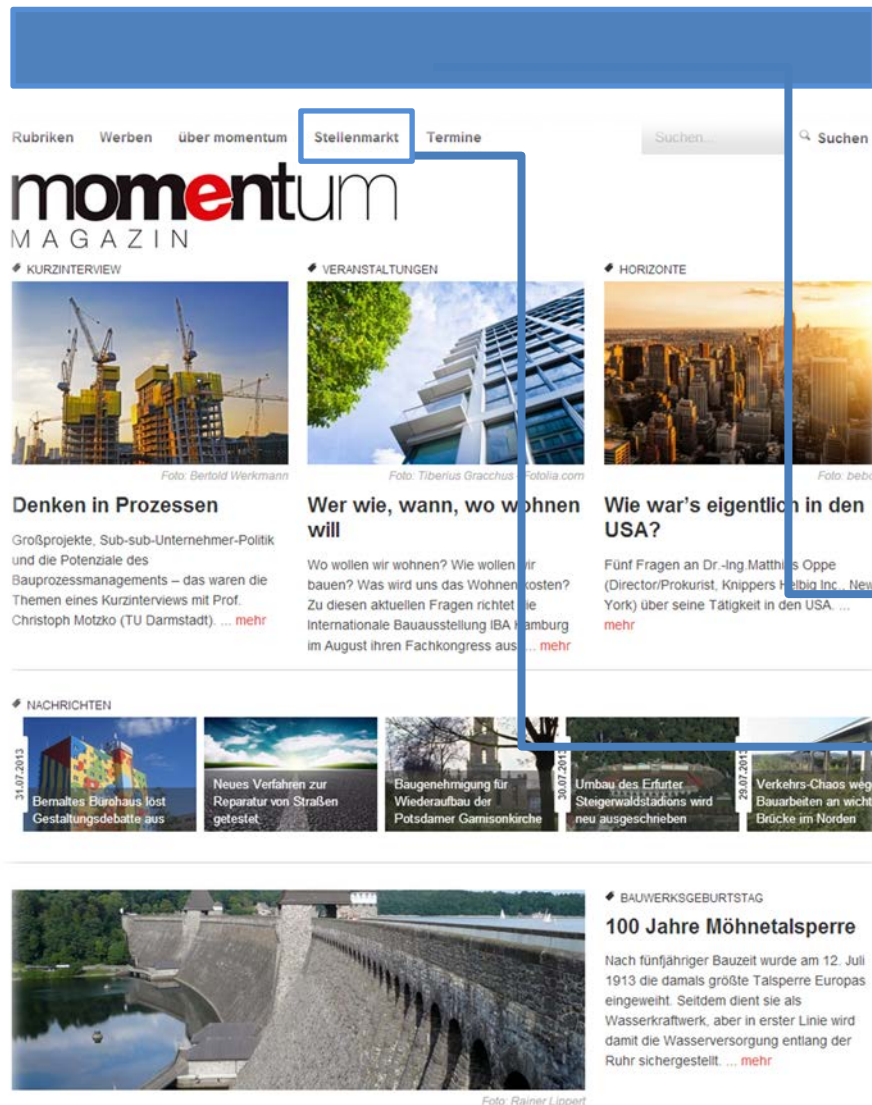 Rubriken Werben über momentum Stellenmarkt Termine Suchen... Suchen
momentum
MAGAZIN
KURZINTERVIEW
Foto: Bertold Werkmann
Denken in Prozessen
Großprojekte, Sub-sub-Unternehmer-Politik
und die Potenziale des
Bauprozessmanagements – das waren die
Themen eines Kurzinterviews mit Prof.
Christoph Motzko (TU Darmstadt). ... mehr
VERANSTALTUNGEN
Foto: Tiberius Gracchus - Fotolia.com
Wer wie, wann, wo wohnen
will
Wo wollen wir wohnen? Wie wollen wir
bauen? Was wird uns das Wohnen kosten?
Zu diesen aktuellen Fragen richtet die
Internationale Bauausstellung IBA Hamburg
im August ihren Fachkongress aus. ... mehr
HORIZONTE
Foto:
Wie war's eigentlich in den
USA?
Fünf Fragen an Dr.-Ing.Matthias Oppe
(Director/Prokurist, Knippers Helbig Inc., New
York) über seine Tätigkeit in den USA. ...
mehr
NACHRICHTEN
31.07.2013
Bemaltes Bürohaus löst
Gestaltungsdebatte aus
Neues Verfahren zur
Reparatur von Straßen
getestet
Baugenehmigung für
Wiederaufbau der
Potsdamer Garnisonkirche
30.07.2013
Umbau des Erfurter
Steigerwaldstadions wird
neu ausgeschrieben
29.07.2013
Verkehrs-Chaos weg
Bauarbeiten an wicht
Brücke im Norden
Foto: Rainer Lippert
BAUWERKSGEBURTSTAG
100 Jahre Möhnetalsperre
Nach fünfjähriger Bauzeit wurde am 12. Juli
1913 die damals größte Talsperre Europas
eingeweiht. Seitdem dient sie als
Wasserkraftwerk, aber in erster Linie wird
damit die Wasserversorgung entlang der
Ruhr sichergestellt. ... mehr